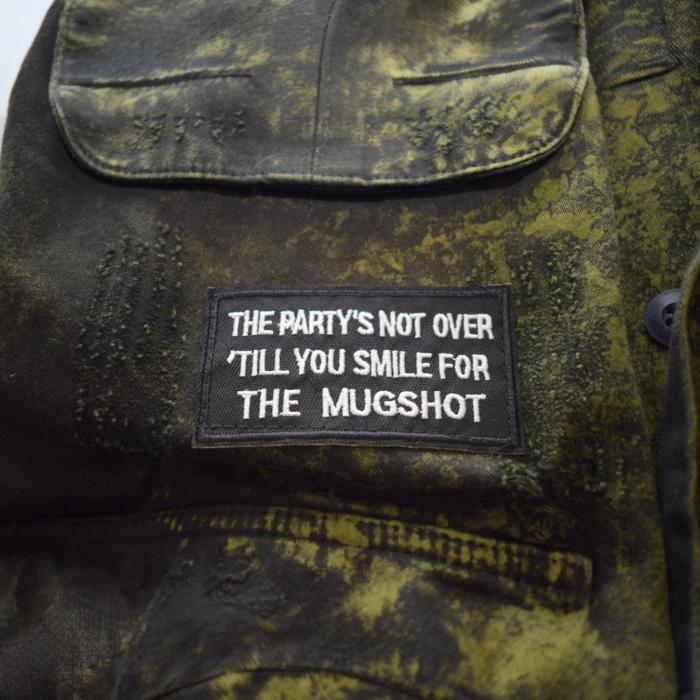 THE PARTY'S NOT OVER
'TILL YOU SMILE FOR
THE MUGSHOT